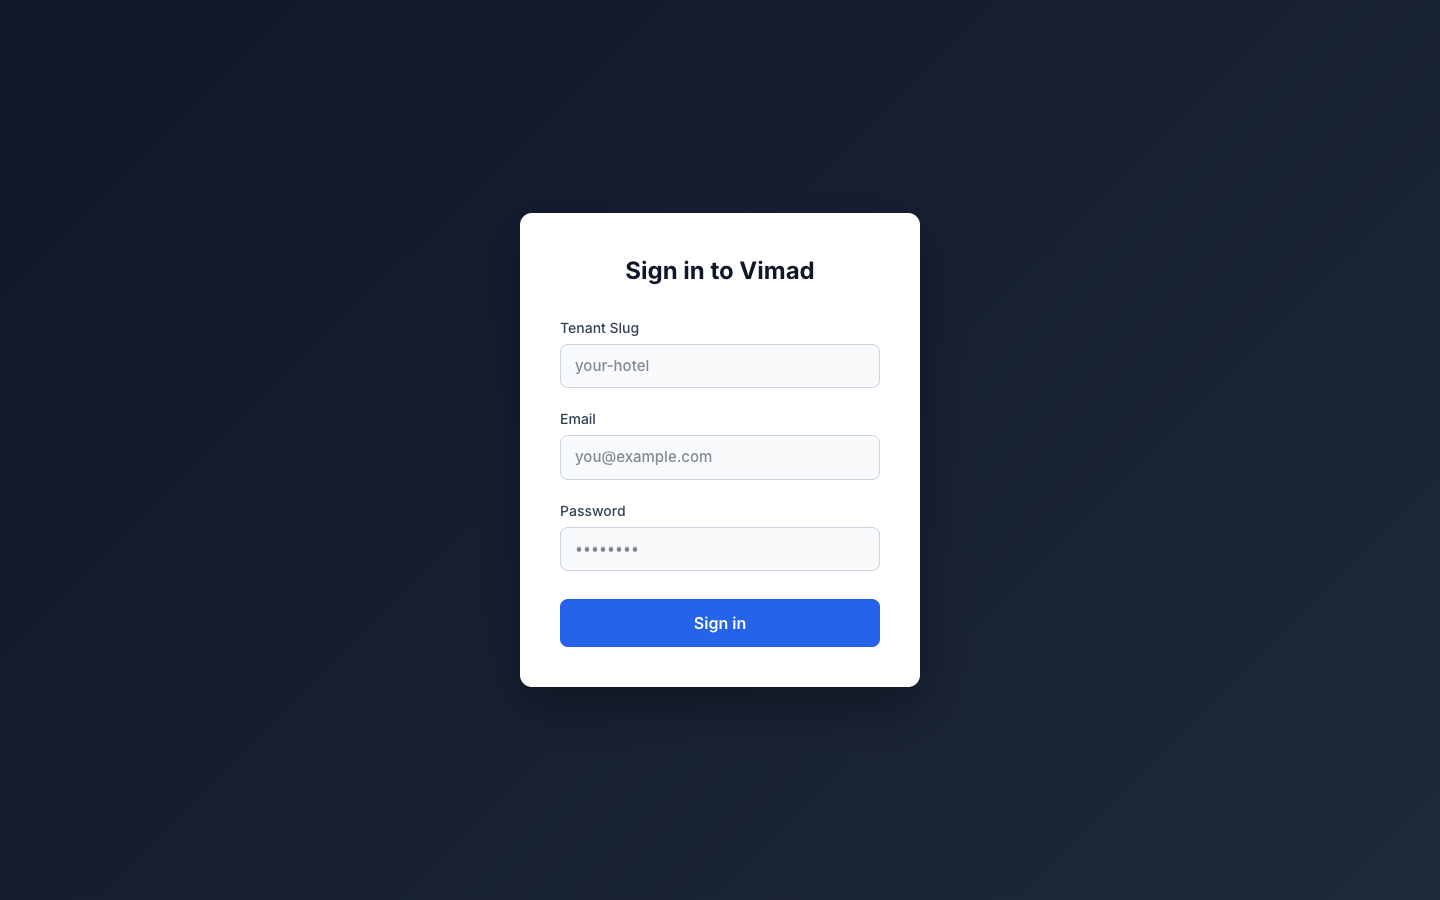 Sign in to Vimad
Tenant Slug
your-hotel
Email
you@example.com
Password
••••••••
Sign in